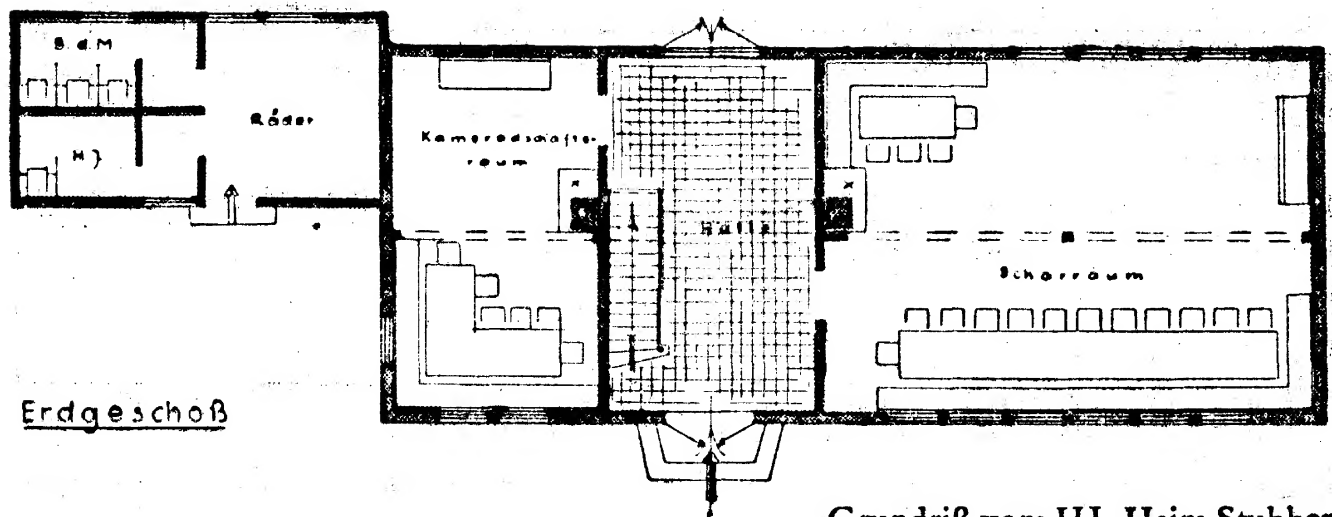 B.d.M
Räder
HJ
Kameradschafts-
raum
Halle
Scharraum
Erdgeschoß
Grundriß vom HJ.-Heim